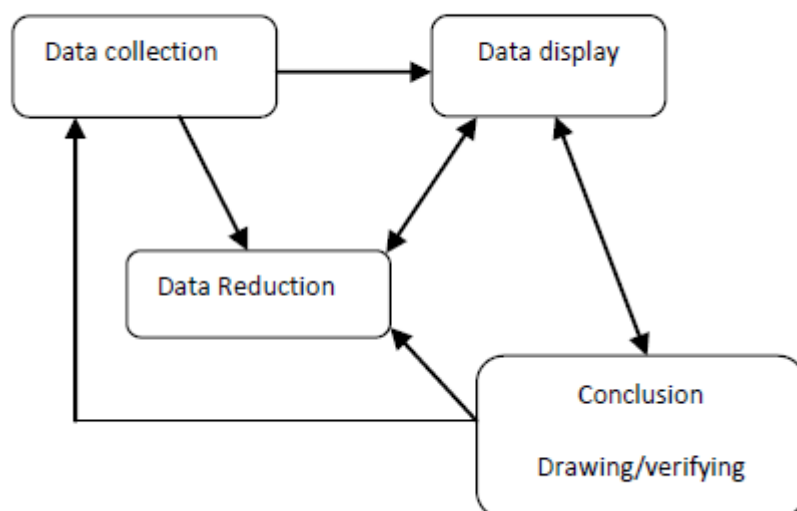 Data collection
Data display
Data Reduction
Conclusion
Drawing/verifying